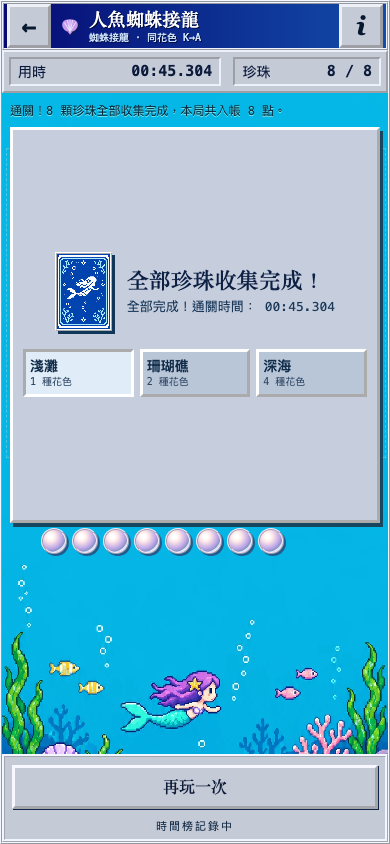 ←
人魚蜘蛛接龍
蜘蛛接龍 · 同花色 K→A
i
用時 00:45.304
珍珠 8 / 8
通關！8 顆珍珠全部收集完成，本局共入帳 8 點。
全部珍珠收集完成！
全部完成！通關時間： 00:45.304
淺灘
1 種花色
珊瑚礁
2 種花色
深海
4 種花色
再玩一次
時間榜記錄中